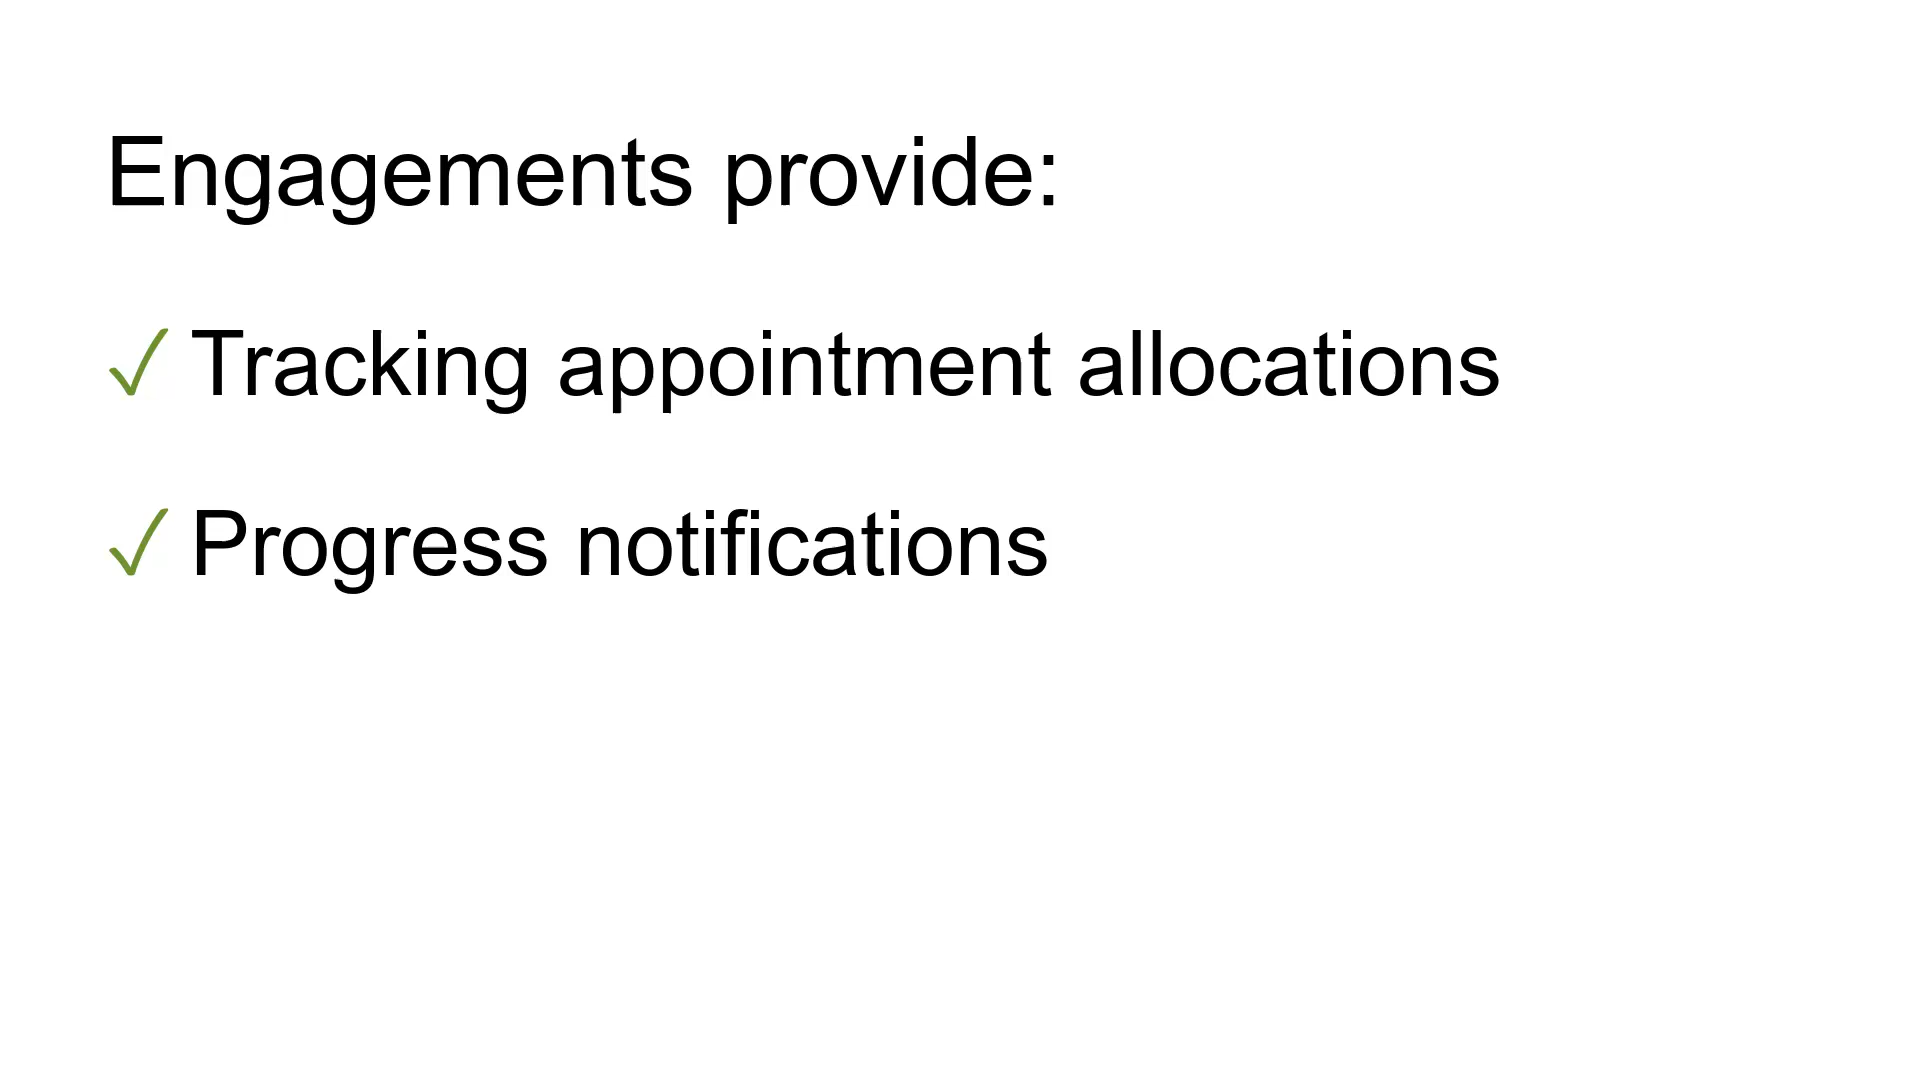 Engagements provide:
✓ Tracking appointment allocations
✓ Progress notifications